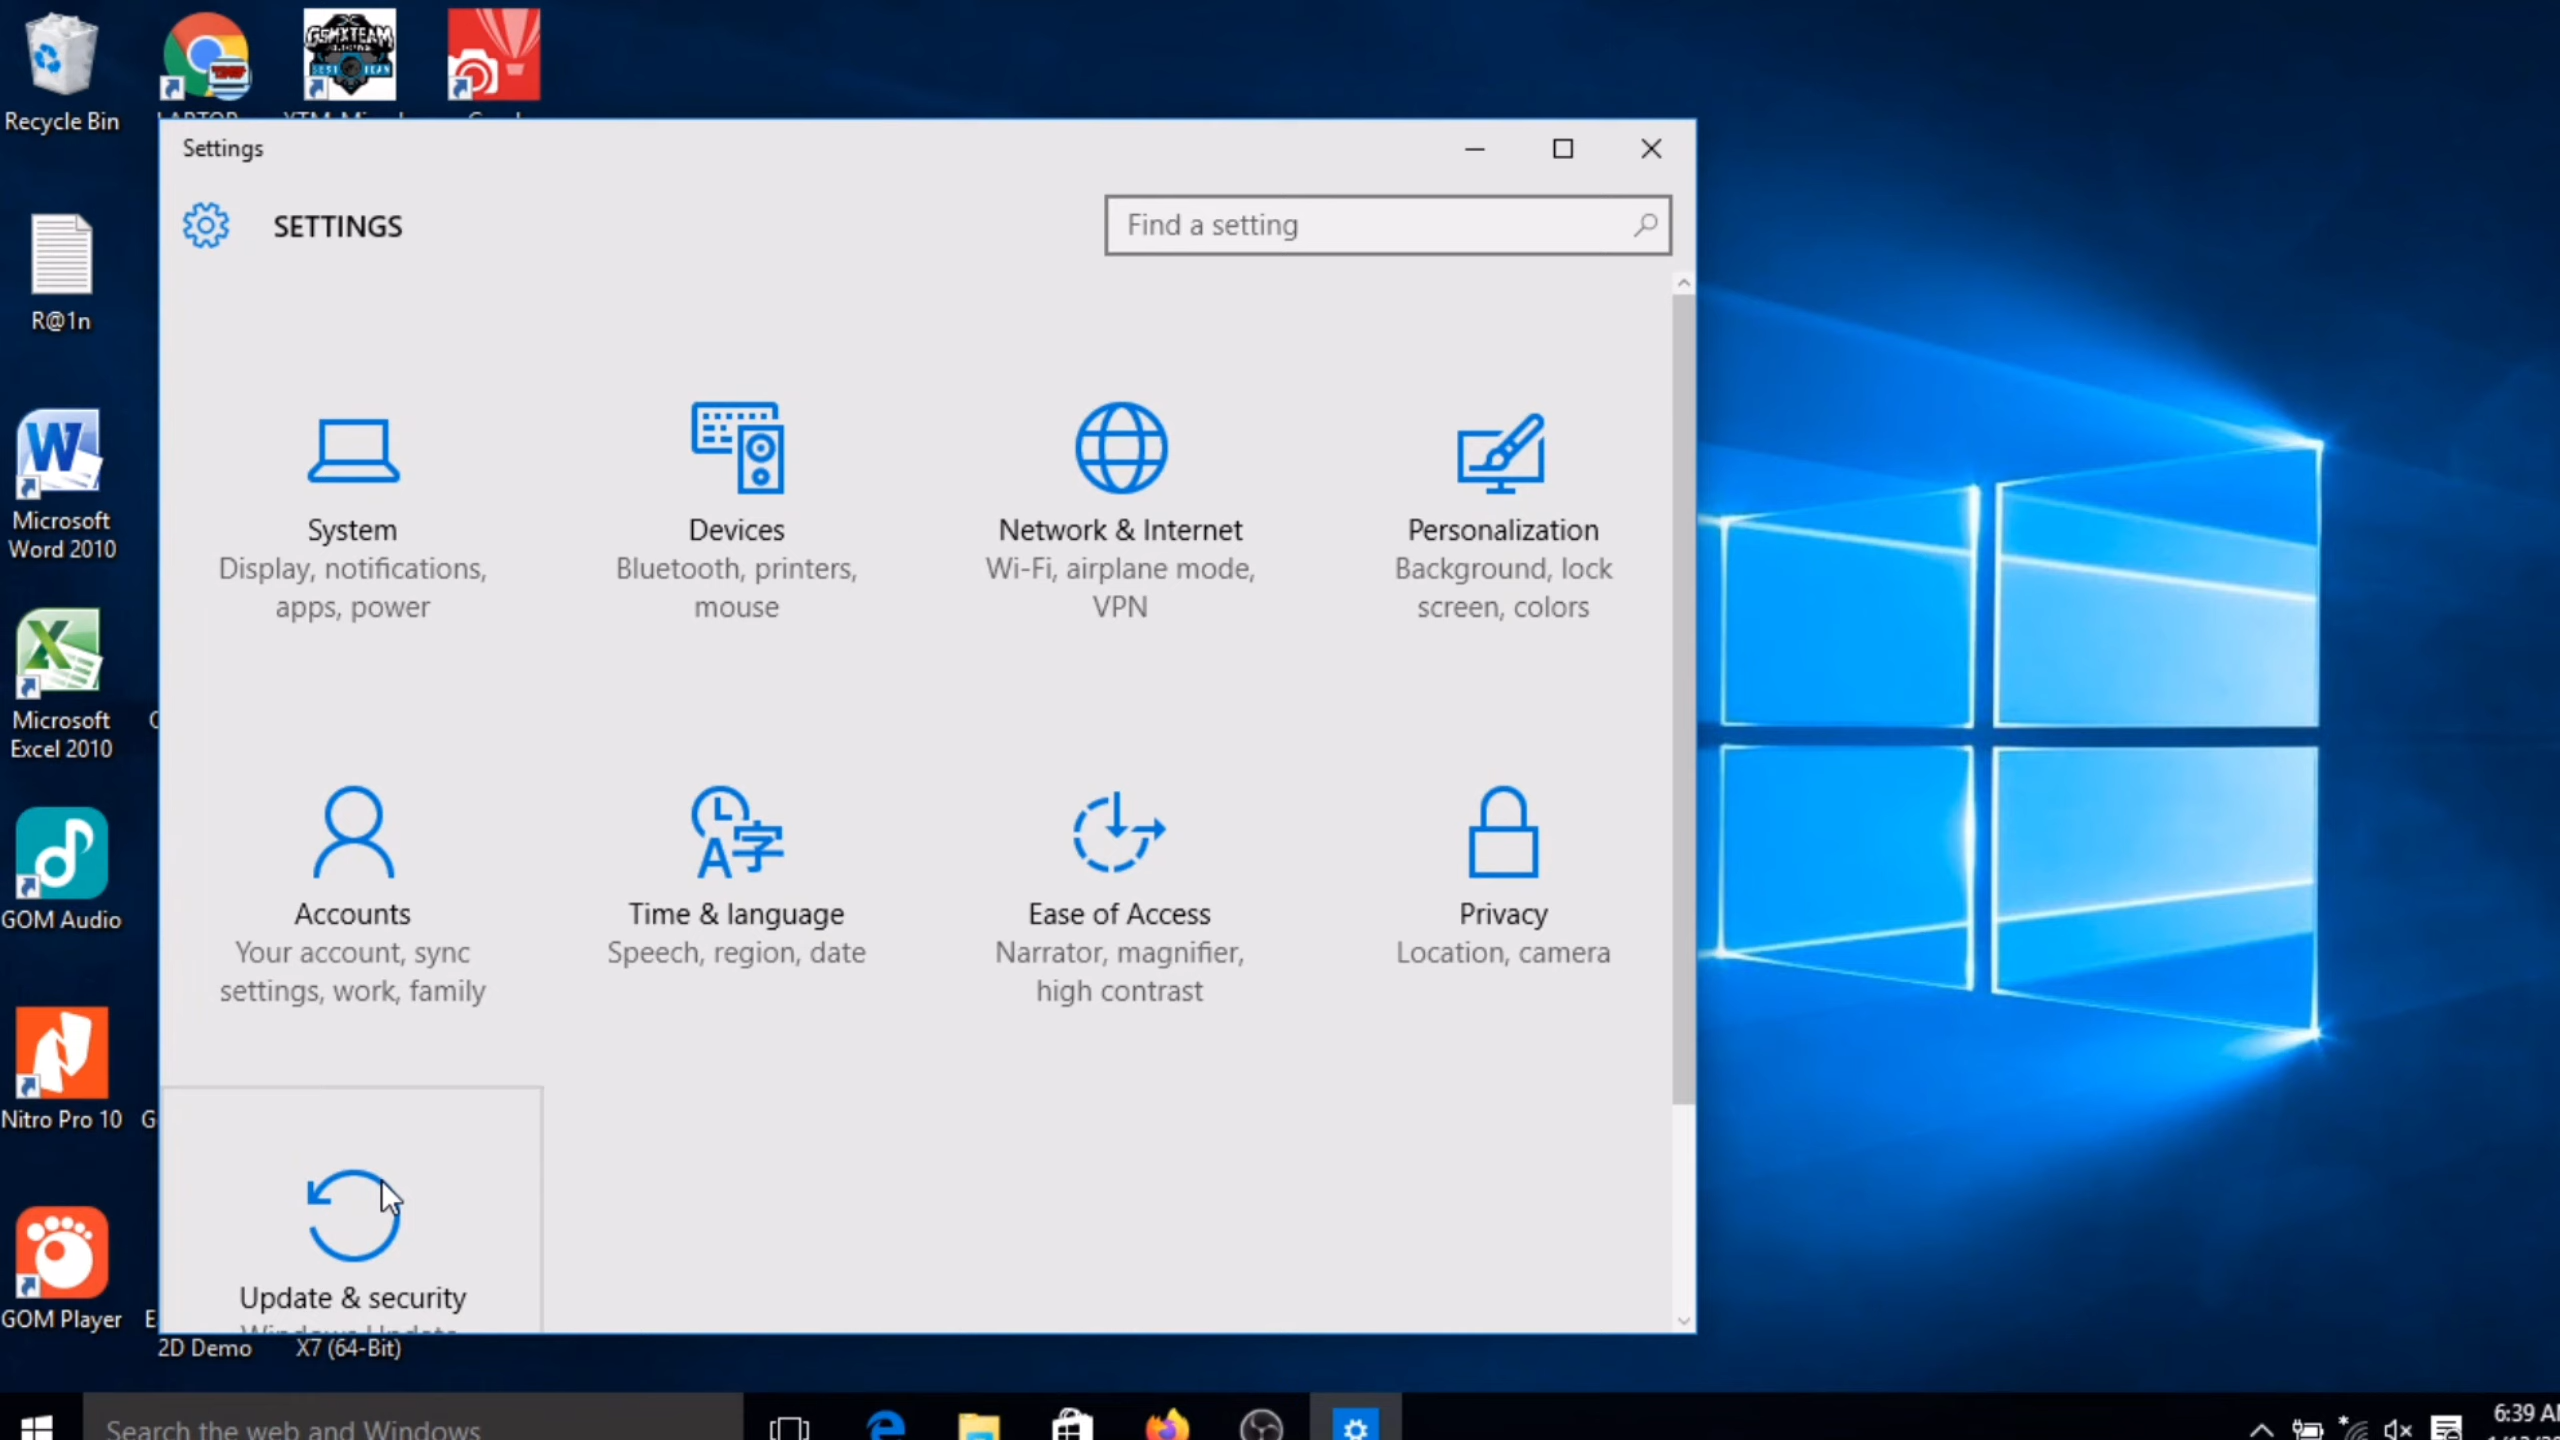 Recycle Bin
R@1n
Microsoft
Word 2010
Microsoft
Excel 2010
GOM Audio
Nitro Pro 10
GOM Player
GSMXTEAM
Settings
SETTINGS
Find a setting
System
Display, notifications,
apps, power
Devices
Bluetooth, printers,
mouse
Network & Internet
Wi-Fi, airplane mode,
VPN
Personalization
Background, lock
screen, colors
Accounts
Your account, sync
settings, work, family
Time & language
Speech, region, date
Ease of Access
Narrator, magnifier,
high contrast
Privacy
Location, camera
Update & security
Windows Update
2D Demo
X7 (64-Bit)
Search the web and Windows
6:39 AM